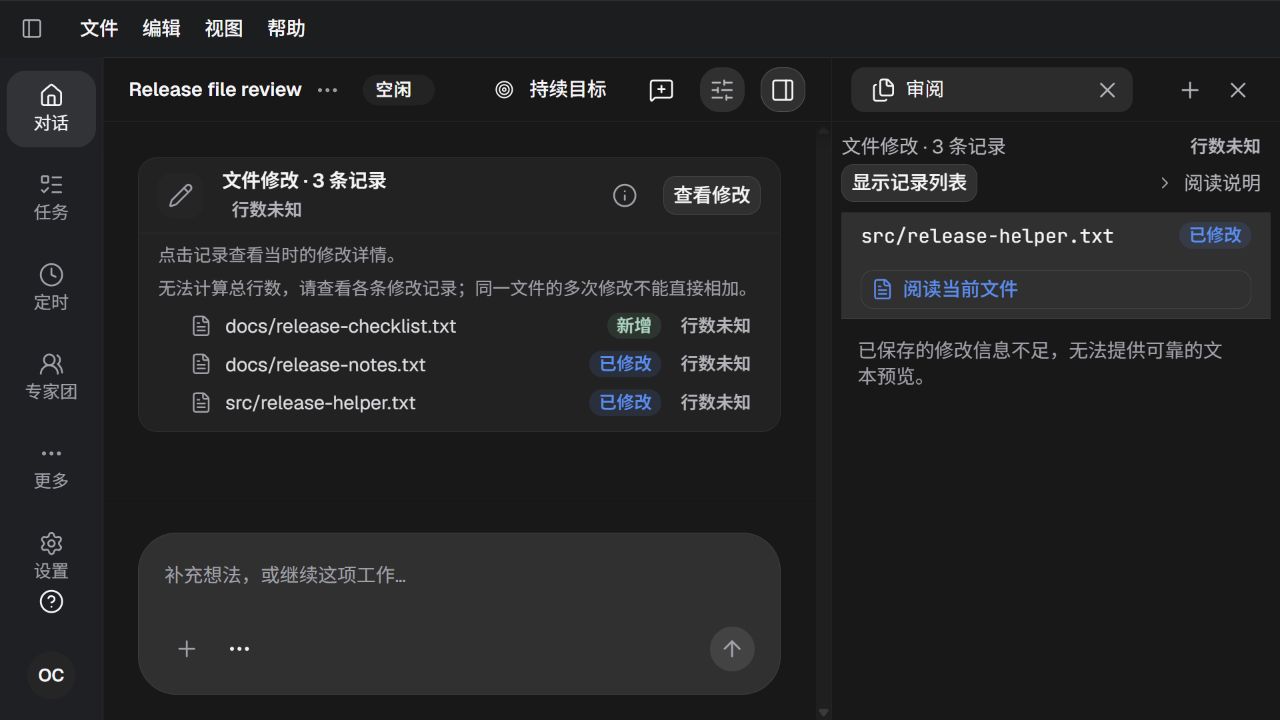 文件 编辑 视图 帮助
对话
任务
定时
专家团
更多
设置
OC
Release file review ··· 空闲 持续目标
文件修改 · 3 条记录
行数未知
查看修改
点击记录查看当时的修改详情。
无法计算总行数，请查看各条修改记录；同一文件的多次修改不能直接相加。
docs/release-checklist.txt 新增 行数未知
docs/release-notes.txt 已修改 行数未知
src/release-helper.txt 已修改 行数未知
补充想法，或继续这项工作…
审阅
文件修改 · 3 条记录 行数未知
显示记录列表 阅读说明
src/release-helper.txt 已修改
阅读当前文件
已保存的修改信息不足，无法提供可靠的文
本预览。